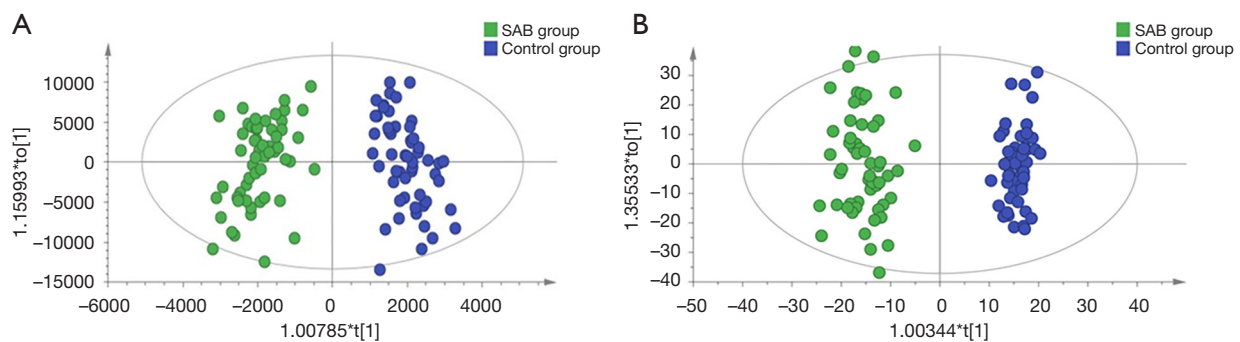 A
SAB group
Control group
1.15993*to[1]
10000
5000
0
−5000
−10000
−15000
−6000 −4000 −2000 0 2000 4000
1.00785*t[1]
B
SAB group
Control group
1.35533*to[1]
30
20
10
0
−10
−20
−30
−40
−50 −40 −30 −20 −10 0 10 20 30 40
1.00344*t[1]